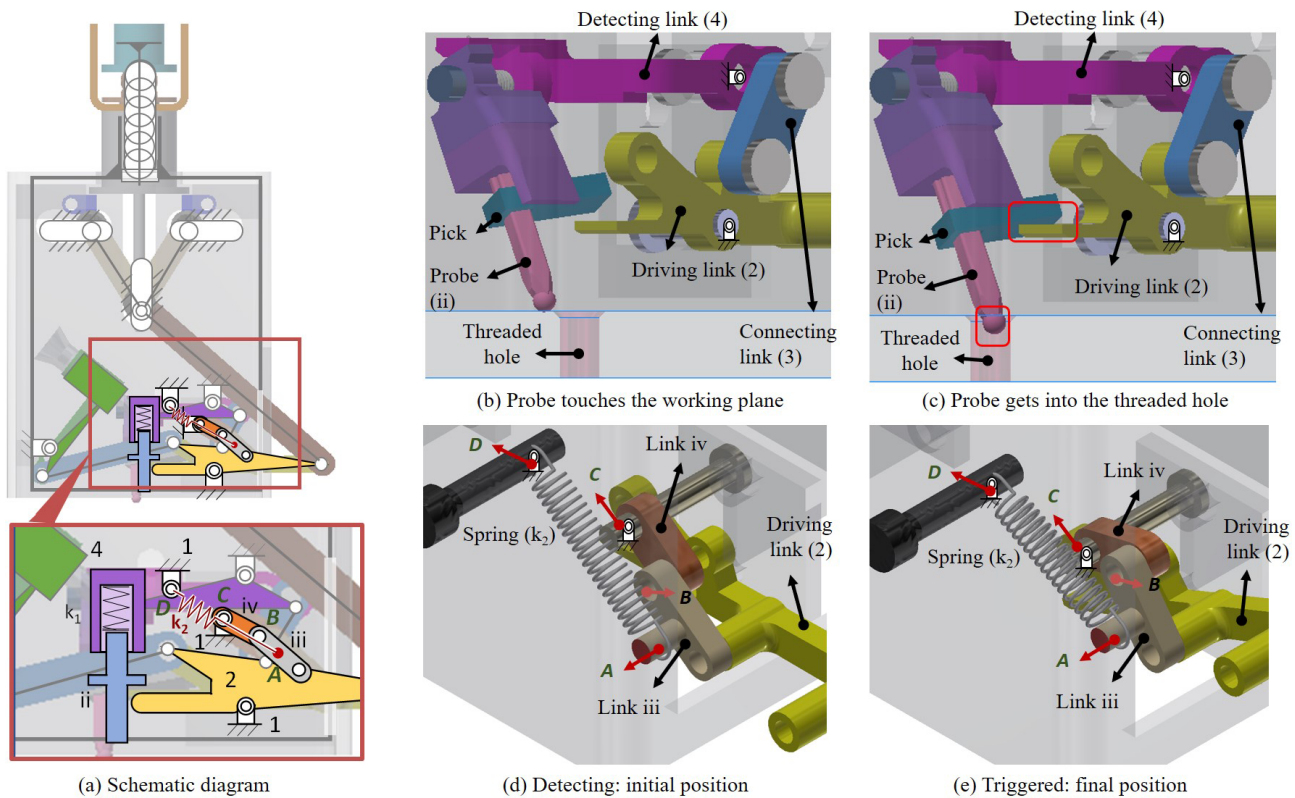 4
1
k₁
D
k₂
C
iv
B
iii
1
A
2
ii
1
(a) Schematic diagram
Detecting link (4)
Pick
Probe
(ii)
Driving link (2)
Threaded
hole
Connecting
link (3)
(b) Probe touches the working plane
Detecting link (4)
Pick
Probe
(ii)
Driving link (2)
Threaded
hole
Connecting
link (3)
(c) Probe gets into the threaded hole
D
C
Link iv
Spring (k₂)
Driving
link (2)
B
A
Link iii
(d) Detecting: initial position
D
C
Link iv
Spring (k₂)
Driving
link (2)
B
A
Link iii
(e) Triggered: final position